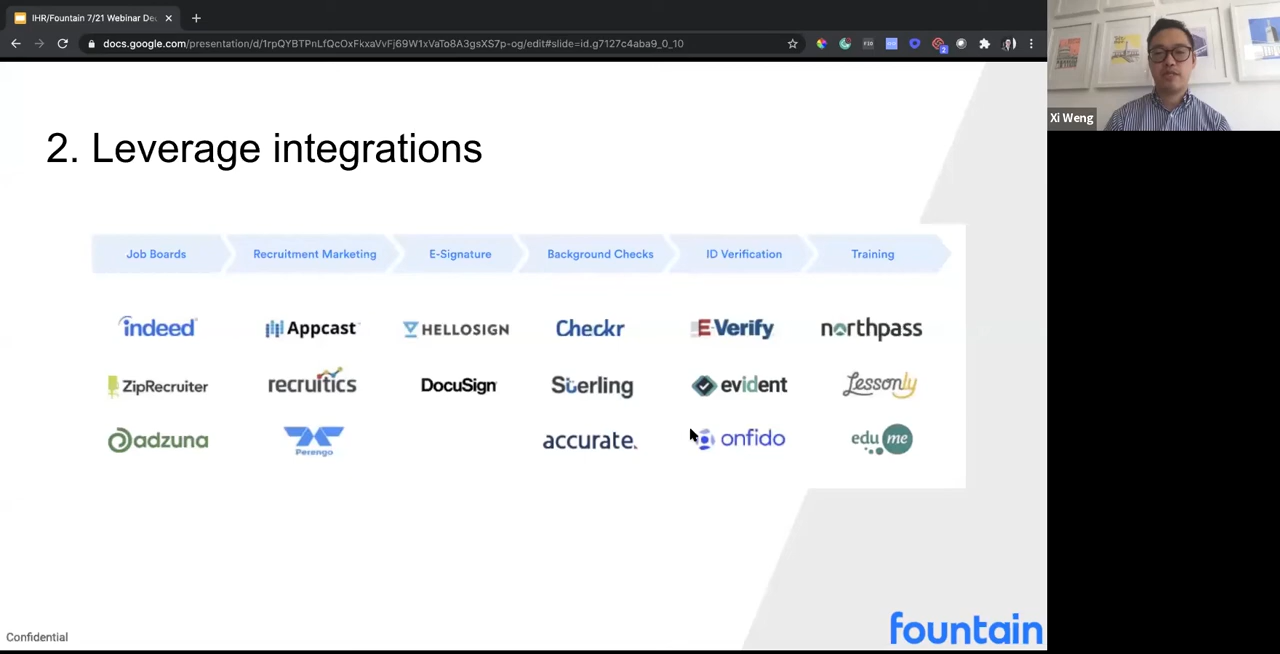 IHR/Fountain 7/21 Webinar De
docs.google.com/presentation/d/1rpQYBTPnLfQcOxFkxaVvFj69W1xVaTo8A3gsXS7p-og/edit#slide=id.g7127c4aba9_0_10
2
Xi Weng
2. Leverage integrations
Job Boards Recruitment Marketing E-Signature Background Checks ID Verification Training
indeed Appcast HELLOSIGN Checkr E-Verify northpass
ZipRecruiter recruitics DocuSign Sterling evident Lessonly
adzuna Perengo accurate. onfido edume
Confidential
fountain